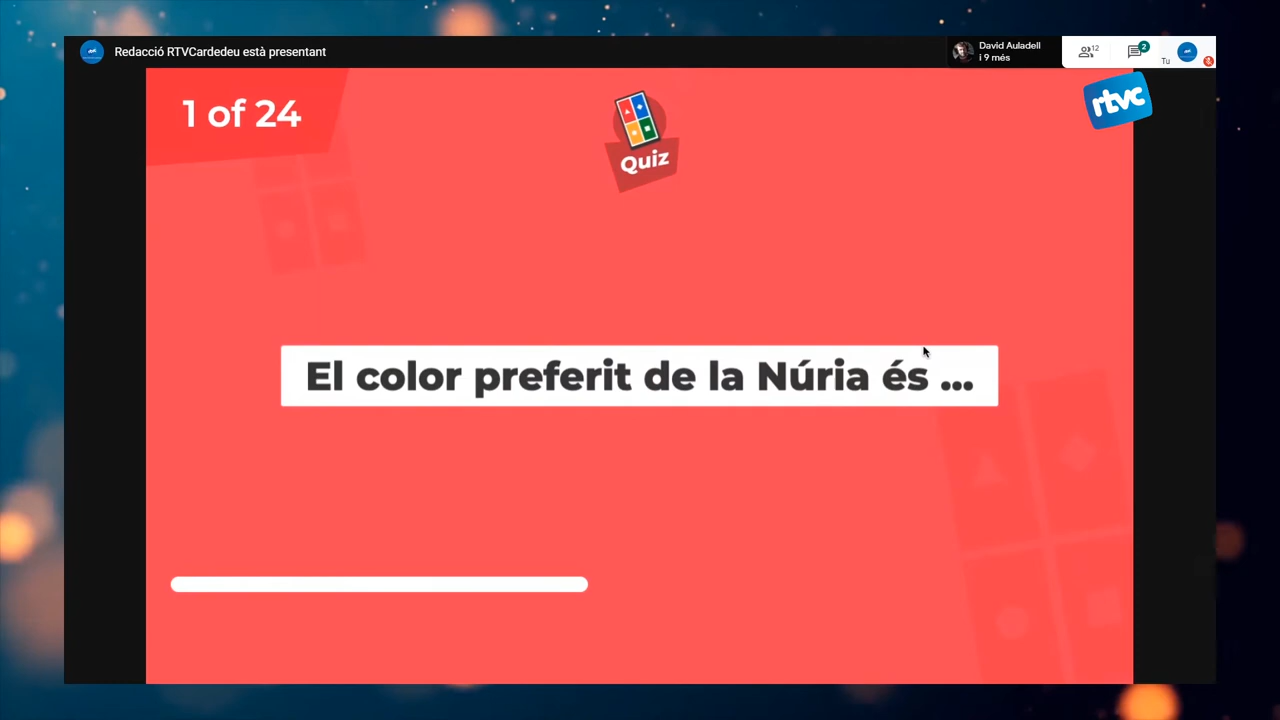 Redacció RTVCardedeu està presentant
David Auladell
i 9 més
12
2
Tu
1 of 24
rtvc
Quiz
El color preferit de la Núria és ...